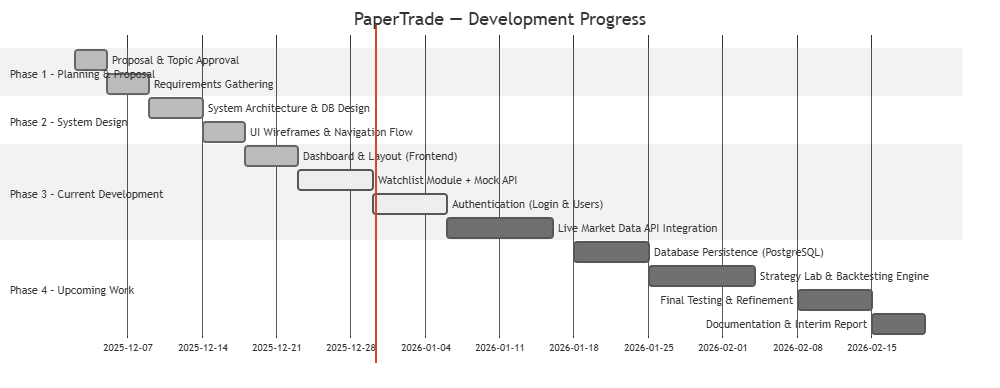 PaperTrade — Development Progress
Proposal & Topic Approval
Phase 1 - Planning & Proposal
Requirements Gathering
System Architecture & DB Design
Phase 2 - System Design
UI Wireframes & Navigation Flow
Dashboard & Layout (Frontend)
Watchlist Module + Mock API
Phase 3 - Current Development
Authentication (Login & Users)
Live Market Data API Integration
Database Persistence (PostgreSQL)
Strategy Lab & Backtesting Engine
Phase 4 - Upcoming Work
Final Testing & Refinement
Documentation & Interim Report
2025-12-07 2025-12-14 2025-12-21 2025-12-28 2026-01-04 2026-01-11 2026-01-18 2026-01-25 2026-02-01 2026-02-08 2026-02-15